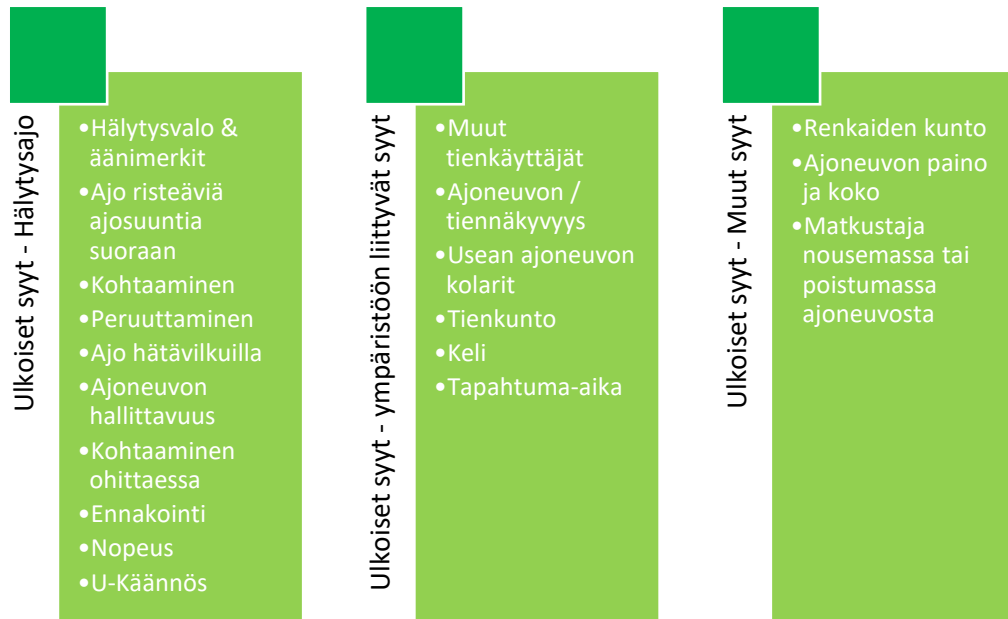 Ulkoiset syyt - Hälytysajo
•Hälytysvalo &
äänimerkit
•Ajo risteäviä
ajosuuntia
suoraan
•Kohtaaminen
•Peruuttaminen
•Ajo hätävilkuilla
•Ajoneuvon
hallittavuus
•Kohtaaminen
ohittaessa
•Ennakointi
•Nopeus
•U-Käännös
Ulkoiset syyt - ympäristöön liittyvät syyt
•Muut
tienkäyttäjät
•Ajoneuvon /
tiennäkyvyys
•Usean ajoneuvon
kolarit
•Tienkunto
•Keli
•Tapahtuma-aika
Ulkoiset syyt - Muut syyt
•Renkaiden kunto
•Ajoneuvon paino
ja koko
•Matkustaja
nousemassa tai
poistumassa
ajoneuvosta